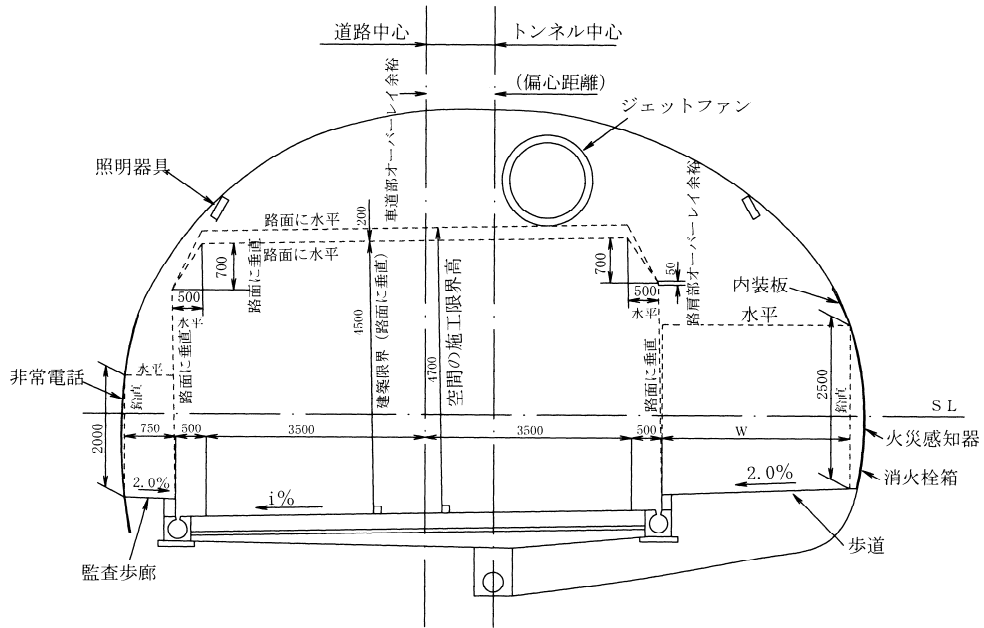 道路中心
トンネル中心
(偏心距離)
車道部オーバーレイ余裕
ジェットファン
照明器具
路肩部オーバーレイ余裕
路面に水平
200
路面に水平
700
路面に垂直
700
50
500
水平
500
水平
内装板
水平
4500
建築限界(路面に垂直)
4700
空間の施工限界高
路面に垂直
路面に垂直
水平
非常電話
鉛直
2500
鉛直
SL
2000
750
500
3500
3500
500
W
火災感知器
2.0%
i%
2.0%
消火栓箱
監査歩廊
歩道